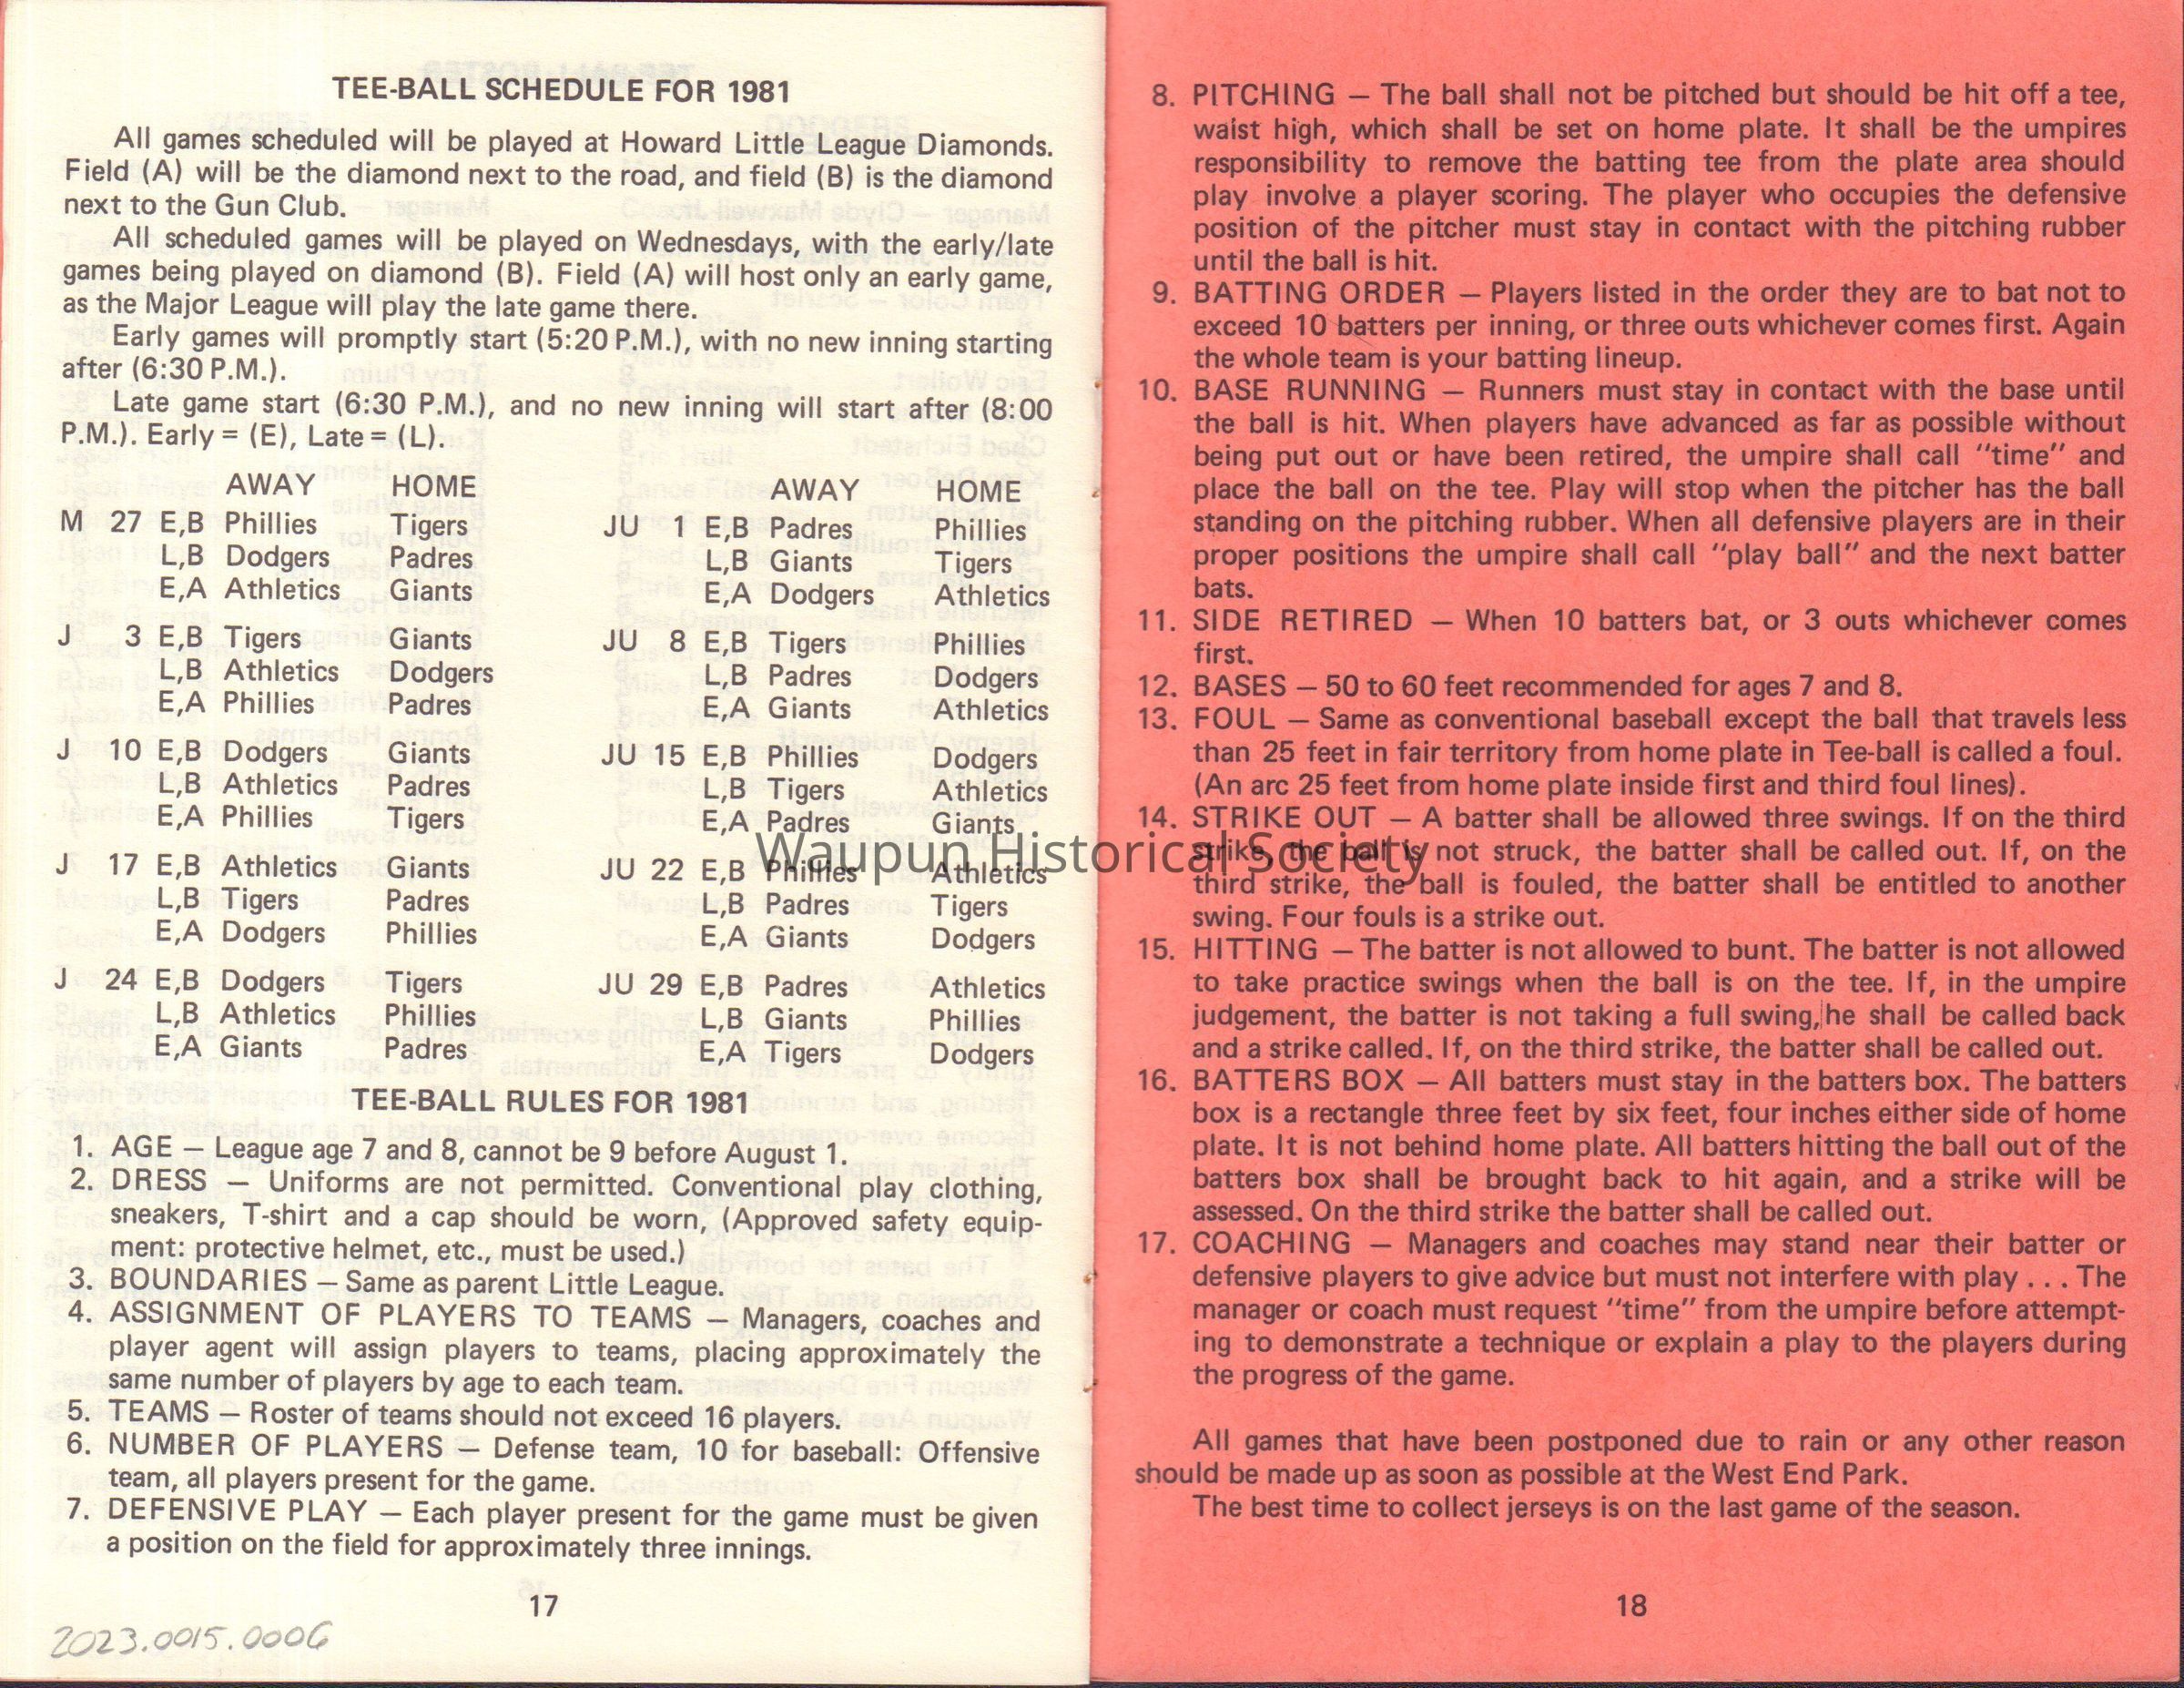 TEE-BALL SCHEDULE FOR 1981
All games scheduled will be played at Howard Little League Diamonds.
Field (A) will be the diamond next to the road, and field (B) is the diamond
next to the Gun Club.
All scheduled games will be played on Wednesdays, with the early/late
games being played on diamond (B). Field (A) will host only an early game,
as the Major League will play the late game there.
Early games will promptly start (5:20 P.M.), with no new inning starting
after (6:30 P.M.).
Late game start (6:30 P.M.), and no new inning will start after (8:00
P.M.). Early = (E), Late = (L).
AWAY HOME
M 27 E,B Phillies Tigers
L,B Dodgers Padres
E,A Athletics Giants
J 3 E,B Tigers Giants
L,B Athletics Dodgers
E,A Phillies Padres
J 10 E,B Dodgers Giants
L,B Athletics Padres
E,A Phillies Tigers
J 17 E,B Athletics Giants
L,B Tigers Padres
E,A Dodgers Phillies
J 24 E,B Dodgers Tigers
L,B Athletics Phillies
E,A Giants Padres
AWAY HOME
JU 1 E,B Padres Phillies
L,B Giants Tigers
E,A Dodgers Athletics
JU 8 E,B Tigers Phillies
L,B Padres Dodgers
E,A Giants Athletics
JU 15 E,B Phillies Dodgers
L,B Tigers Athletics
E,A Padres Giants
JU 22 E,B Phillies Athletics
L,B Padres Tigers
E,A Giants Dodgers
JU 29 E,B Padres Athletics
L,B Giants Phillies
E,A Tigers Dodgers
TEE-BALL RULES FOR 1981
1. AGE — League age 7 and 8, cannot be 9 before August 1.
2. DRESS — Uniforms are not permitted. Conventional play clothing,
sneakers, T-shirt and a cap should be worn, (Approved safety equip-
ment: protective helmet, etc., must be used.)
3. BOUNDARIES — Same as parent Little League.
4. ASSIGNMENT OF PLAYERS TO TEAMS — Managers, coaches and
player agent will assign players to teams, placing approximately the
same number of players by age to each team.
5. TEAMS — Roster of teams should not exceed 16 players.
6. NUMBER OF PLAYERS — Defense team, 10 for baseball: Offensive
team, all players present for the game.
7. DEFENSIVE PLAY — Each player present for the game must be given
a position on the field for approximately three innings.
17
2023.0015.0006
8. PITCHING — The ball shall not be pitched but should be hit off a tee,
waist high, which shall be set on home plate. It shall be the umpires
responsibility to remove the batting tee from the plate area should
play involve a player scoring. The player who occupies the defensive
position of the pitcher must stay in contact with the pitching rubber
until the ball is hit.
9. BATTING ORDER — Players listed in the order they are to bat not to
exceed 10 batters per inning, or three outs whichever comes first. Again
the whole team is your batting lineup.
10. BASE RUNNING — Runners must stay in contact with the base until
the ball is hit. When players have advanced as far as possible without
being put out or have been retired, the umpire shall call "time" and
place the ball on the tee. Play will stop when the pitcher has the ball
standing on the pitching rubber. When all defensive players are in their
proper positions the umpire shall call "play ball" and the next batter
bats.
11. SIDE RETIRED — When 10 batters bat, or 3 outs whichever comes
first.
12. BASES — 50 to 60 feet recommended for ages 7 and 8.
13. FOUL — Same as conventional baseball except the ball that travels less
than 25 feet in fair territory from home plate in Tee-ball is called a foul.
(An arc 25 feet from home plate inside first and third foul lines).
14. STRIKE OUT — A batter shall be allowed three swings. If on the third
strike, the ball is not struck, the batter shall be called out. If, on the
third strike, the ball is fouled, the batter shall be entitled to another
swing. Four fouls is a strike out.
15. HITTING — The batter is not allowed to bunt. The batter is not allowed
to take practice swings when the ball is on the tee. If, in the umpire
judgement, the batter is not taking a full swing, he shall be called back
and a strike called. If, on the third strike, the batter shall be called out.
16. BATTERS BOX — All batters must stay in the batters box. The batters
box is a rectangle three feet by six feet, four inches either side of home
plate. It is not behind home plate. All batters hitting the ball out of the
batters box shall be brought back to hit again, and a strike will be
assessed. On the third strike the batter shall be called out.
17. COACHING — Managers and coaches may stand near their batter or
defensive players to give advice but must not interfere with play . . . The
manager or coach must request "time" from the umpire before attempt-
ing to demonstrate a technique or explain a play to the players during
the progress of the game.
All games that have been postponed due to rain or any other reason
should be made up as soon as possible at the West End Park.
The best time to collect jerseys is on the last game of the season.
18
Waupun Historical Society